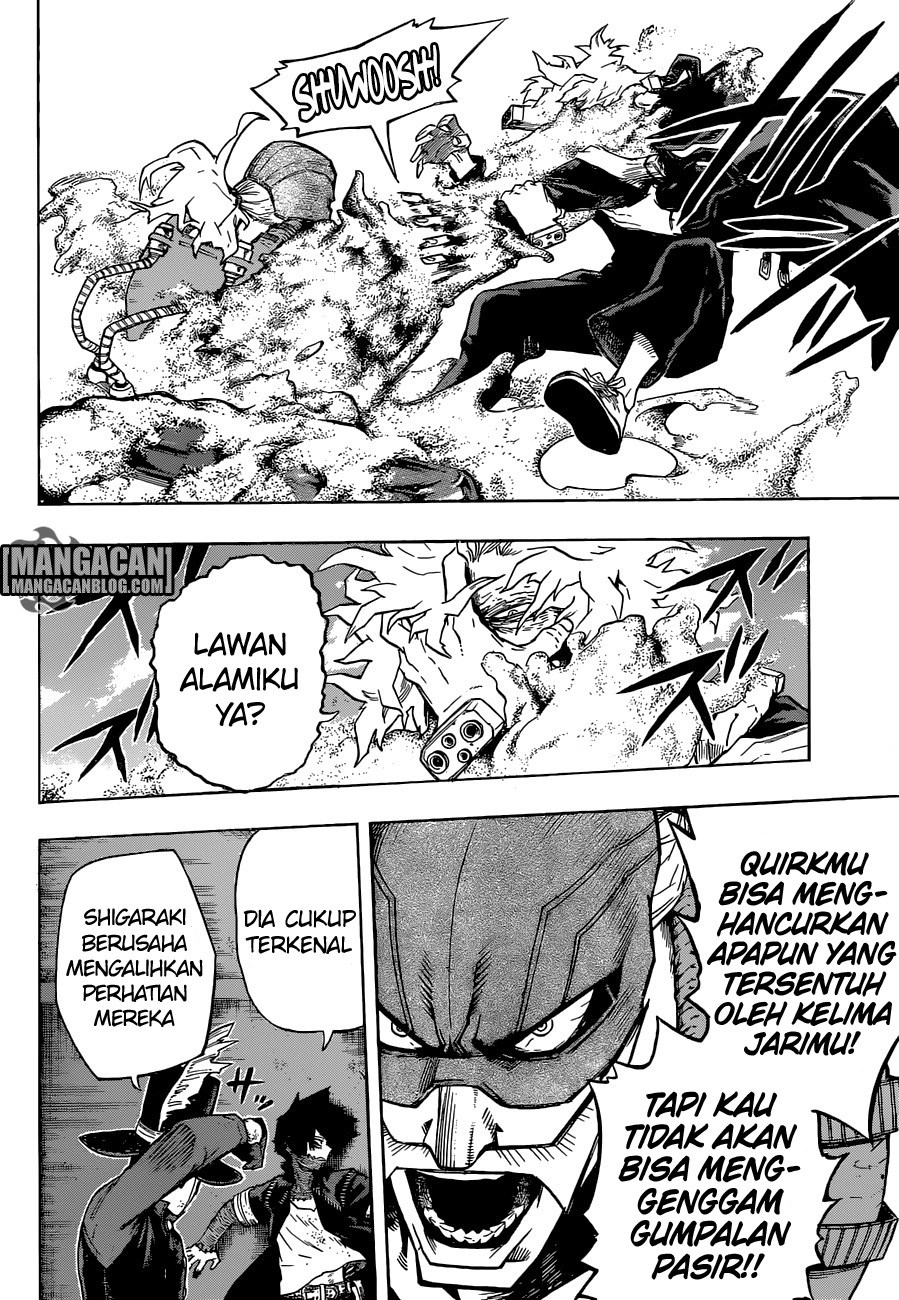 SHUWOOSH!
MANGACAN
MANGACANBLOG.COM
LAWAN
ALAMIKU
YA?
QUIRKMU
BISA MENG-
HANCURKAN
APAPUN YANG
TERSENTUH
OLEH KELIMA
JARIMU!
TAPI KAU
TIDAK AKAN
BISA MENG-
GENGGAM
GUMPALAN
PASIR!!
DIA CUKUP
TERKENAL
SHIGARAKI
BERUSAHA
MENGALIHKAN
PERHATIAN
MEREKA